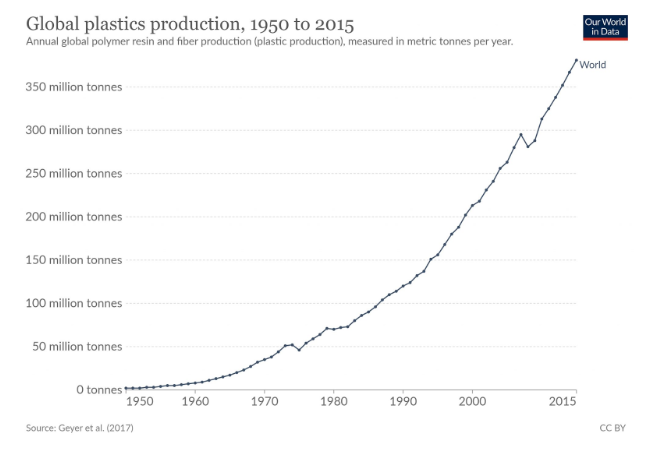 Global plastics production, 1950 to 2015
Annual global polymer resin and fiber production (plastic production), measured in metric tonnes per year.
Our World
in Data
World
350 million tonnes
300 million tonnes
250 million tonnes
200 million tonnes
150 million tonnes
100 million tonnes
50 million tonnes
0 tonnes
1950 1960 1970 1980 1990 2000 2015
Source: Geyer et al. (2017) CC BY